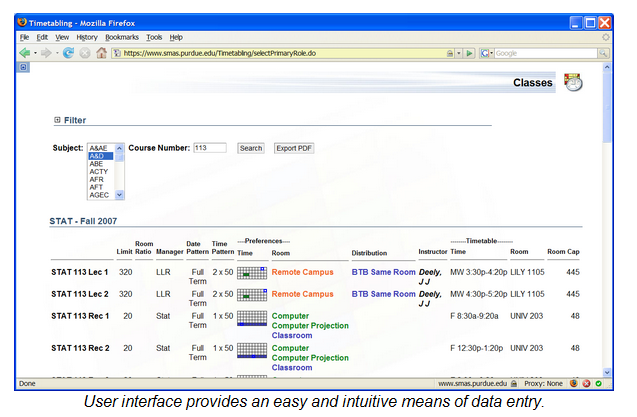 Timetabling - Mozilla Firefox
File Edit View History Bookmarks Tools Help
https://www.smas.purdue.edu/Timetabling/selectPrimaryRole.do
Google
Classes
Filter
Subject: A&AE Course Number: 113 Search Export PDF
A&D
ABE
ACTY
AFR
AFT
AGEC
STAT - Fall 2007
Room Date Time ----Preferences---- --------Timetable-------
Limit Ratio Manager Pattern Pattern Time Room Distribution Instructor Time Room Room Cap
STAT 113 Lec 1 320 LLR Full 2 x 50 Remote Campus BTB Same Room Deely, MW 3:30p-4:20p LILY 1105 445
Term J J
STAT 113 Lec 2 320 LLR Full 2 x 50 Remote Campus BTB Same Room Deely, MW 4:30p-5:20p LILY 1105 445
Term J J
STAT 113 Rec 1 20 Stat Full 1 x 50 Computer F 8:30a-9:20a UNIV 203 48
Term Computer Projection
Classroom
STAT 113 Rec 2 20 Stat Full 1 x 50 Computer F 12:30p-1:20p UNIV 203 48
Term Computer Projection
Classroom
Done www.smas.purdue.edu Proxy: None
User interface provides an easy and intuitive means of data entry.